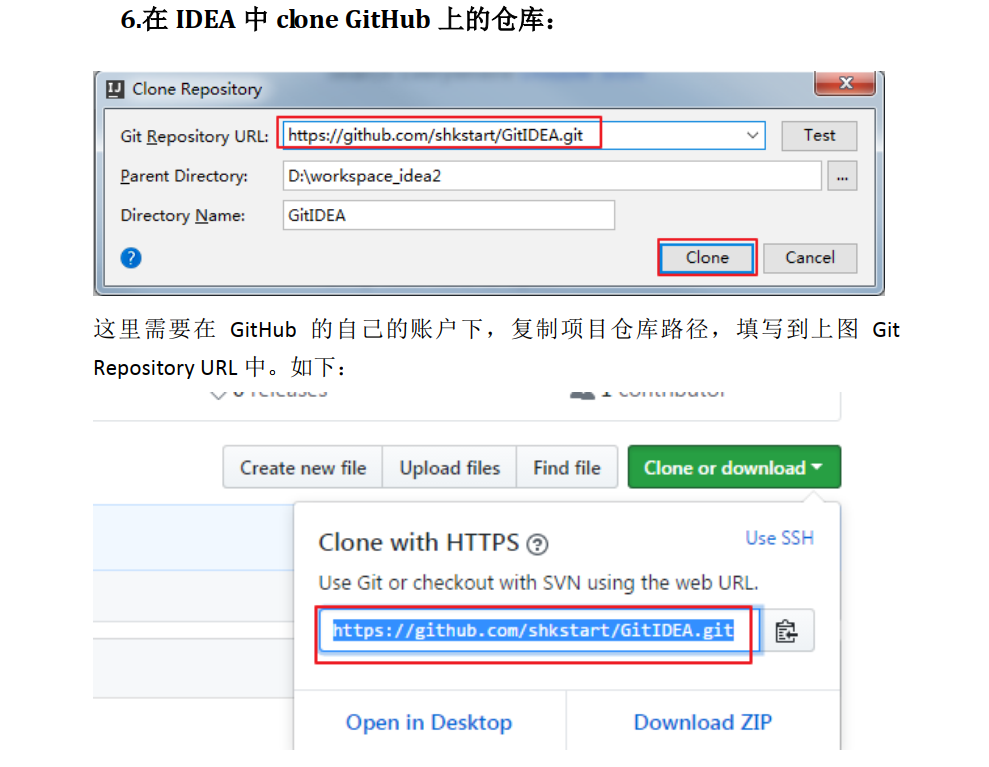 6.在 IDEA 中 clone GitHub 上的仓库：
Clone Repository
Git Repository URL: https://github.com/shkstart/GitIDEA.git Test
Parent Directory: D:\workspace_idea2 ...
Directory Name: GitIDEA
? Clone Cancel
这里需要在 GitHub 的自己的账户下，复制项目仓库路径，填写到上图 Git
Repository URL 中。如下：
0 releases 1 contributor
Create new file Upload files Find file Clone or download
Clone with HTTPS ? Use SSH
Use Git or checkout with SVN using the web URL.
https://github.com/shkstart/GitIDEA.git
Open in Desktop Download ZIP